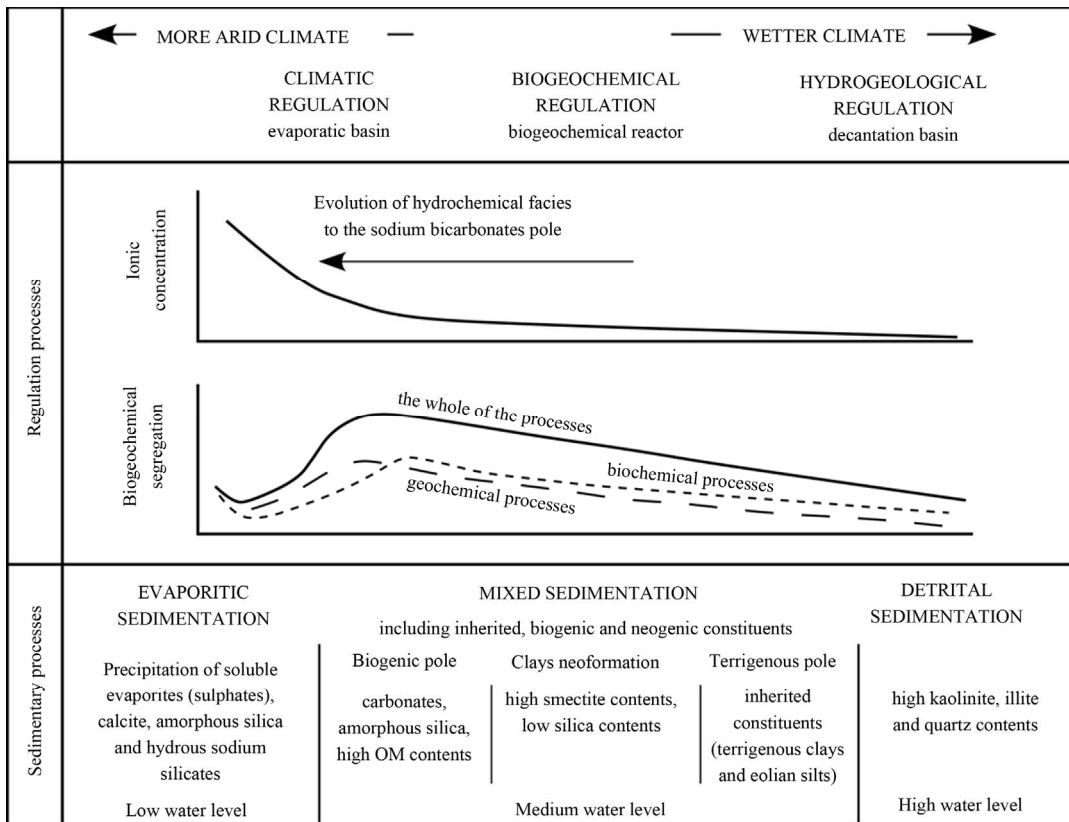 MORE ARID CLIMATE
WETTER CLIMATE
CLIMATIC
REGULATION
evaporatic basin
BIOGEOCHEMICAL
REGULATION
biogeochemical reactor
HYDROGEOLOGICAL
REGULATION
decantation basin
Regulation processes
Ionic
concentration
Evolution of hydrochemical facies
to the sodium bicarbonates pole
Biogeochemical
segregation
the whole of the processes
biochemical processes
geochemical processes
Sedimentary processes
EVAPORITIC
SEDIMENTATION
Precipitation of soluble
evaporites (sulphates),
calcite, amorphous silica
and hydrous sodium
silicates
Low water level
MIXED SEDIMENTATION
including inherited, biogenic and neogenic constituents
Biogenic pole
carbonates,
amorphous silica,
high OM contents
Clays neoformation
high smectite contents,
low silica contents
Terrigenous pole
inherited
constituents
(terrigenous clays
and eolian silts)
Medium water level
DETRITAL
SEDIMENTATION
high kaolinite, illite
and quartz contents
High water level